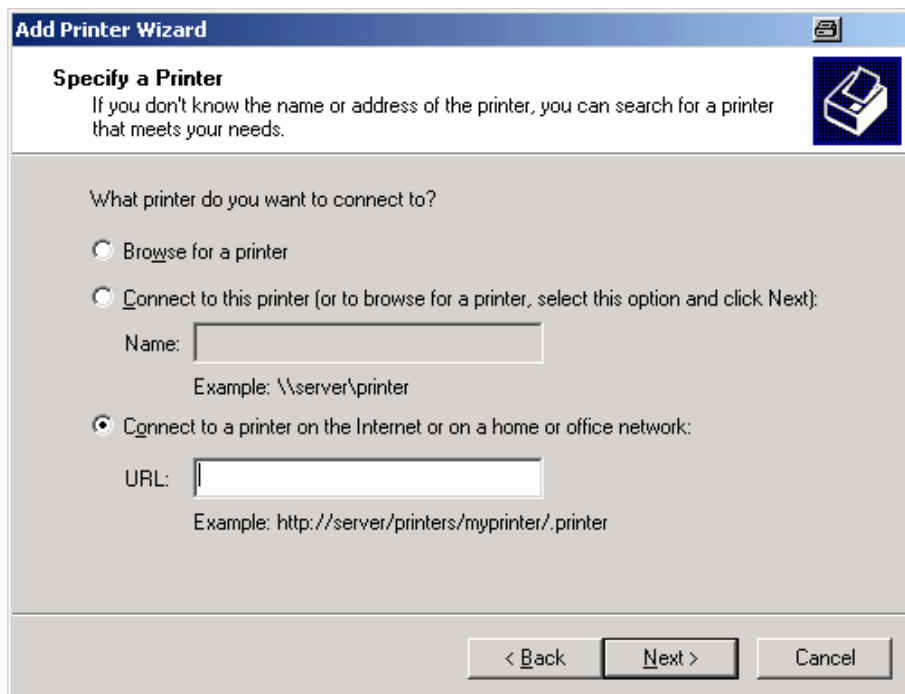 Add Printer Wizard
Specify a Printer
If you don't know the name or address of the printer, you can search for a printer
that meets your needs.
What printer do you want to connect to?
Browse for a printer
Connect to this printer (or to browse for a printer, select this option and click Next):
Name:
Example: \\server\printer
Connect to a printer on the Internet or on a home or office network:
URL:
Example: http://server/printers/myprinter/.printer
< Back Next > Cancel